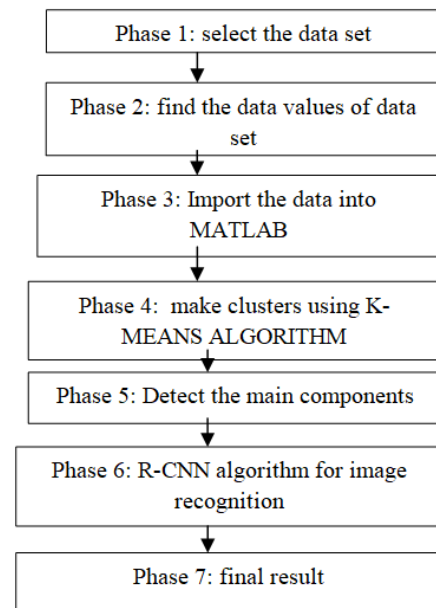 Phase 1: select the data set
Phase 2: find the data values of data
set
Phase 3: Import the data into
MATLAB
Phase 4:  make clusters using K-
MEANS ALGORITHM
Phase 5: Detect the main components
Phase 6: R-CNN algorithm for image
recognition
Phase 7: final result